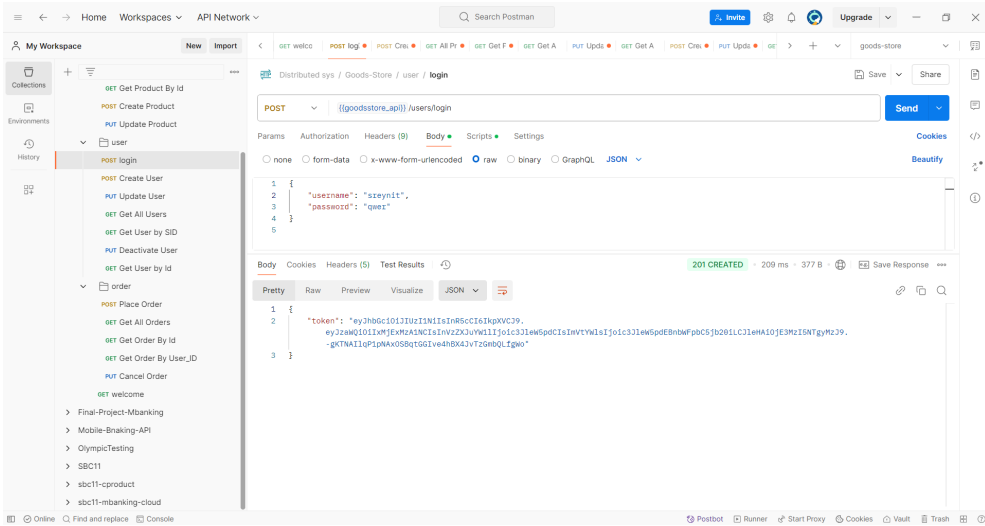 Home Workspaces API Network Search Postman Invite Upgrade
My Workspace New Import GET welco POST logi POST Crea GET All Pr GET Get F GET Get A PUT Upda GET Get A POST Crea PUT Upda GE goods-store
Collections
Environments
History
GET Get Product By Id
POST Create Product
PUT Update Product
user
POST login
POST Create User
PUT Update User
GET Get All Users
GET Get User by SID
PUT Deactivate User
GET Get User by Id
order
POST Place Order
GET Get All Orders
GET Get Order By Id
GET Get Order By User_ID
PUT Cancel Order
GET welcome
Final-Project-Mbanking
Mobile-Bnaking-API
OlympicTesting
SBC11
sbc11-cproduct
sbc11-mbanking-cloud
Distributed sys / Goods-Store / user / login Save Share
POST {{goodsstore_api}} /users/login Send
Params Authorization Headers (9) Body Scripts Settings Cookies
none form-data x-www-form-urlencoded raw binary GraphQL JSON Beautify
1 {
2 "username": "sreynit",
3 "password": "qwer"
4 }
5
Body Cookies Headers (5) Test Results 201 CREATED 209 ms 377 B Save Response
Pretty Raw Preview Visualize JSON
1 {
2 "token": "eyJhbGciOiJIUzI1NiIsInR5cCI6IkpXVCJ9.
3 }
Online Find and replace Console Postbot Runner Start Proxy Cookies Vault Trash